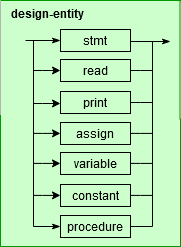 design-entity
stmt
read
print
assign
variable
constant
procedure